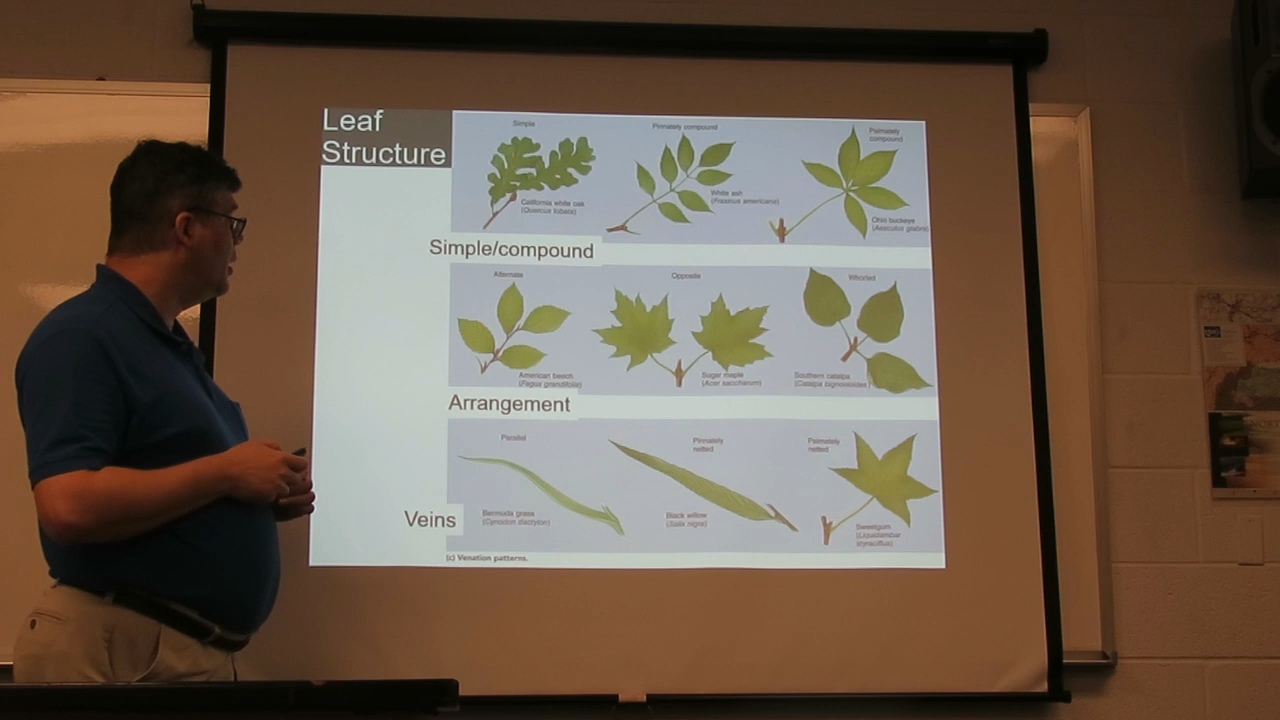 Leaf
Structure
Simple
Pinnately compound
Palmately
compound
California white oak
(Quercus lobata)
White ash
(Fraxinus americana)
Ohio buckeye
(Aesculus glabra)
Simple/compound
Alternate
Opposite
Whorled
American beech
(Fagus grandifolia)
Sugar maple
(Acer saccharum)
Southern catalpa
(Catalpa bignonioides)
Arrangement
Parallel
Pinnately
netted
Palmately
netted
Bermuda grass
(Cynodon dactylon)
Black willow
(Salix nigra)
Sweetgum
(Liquidambar
styraciflua)
Veins
(c) Venation patterns.